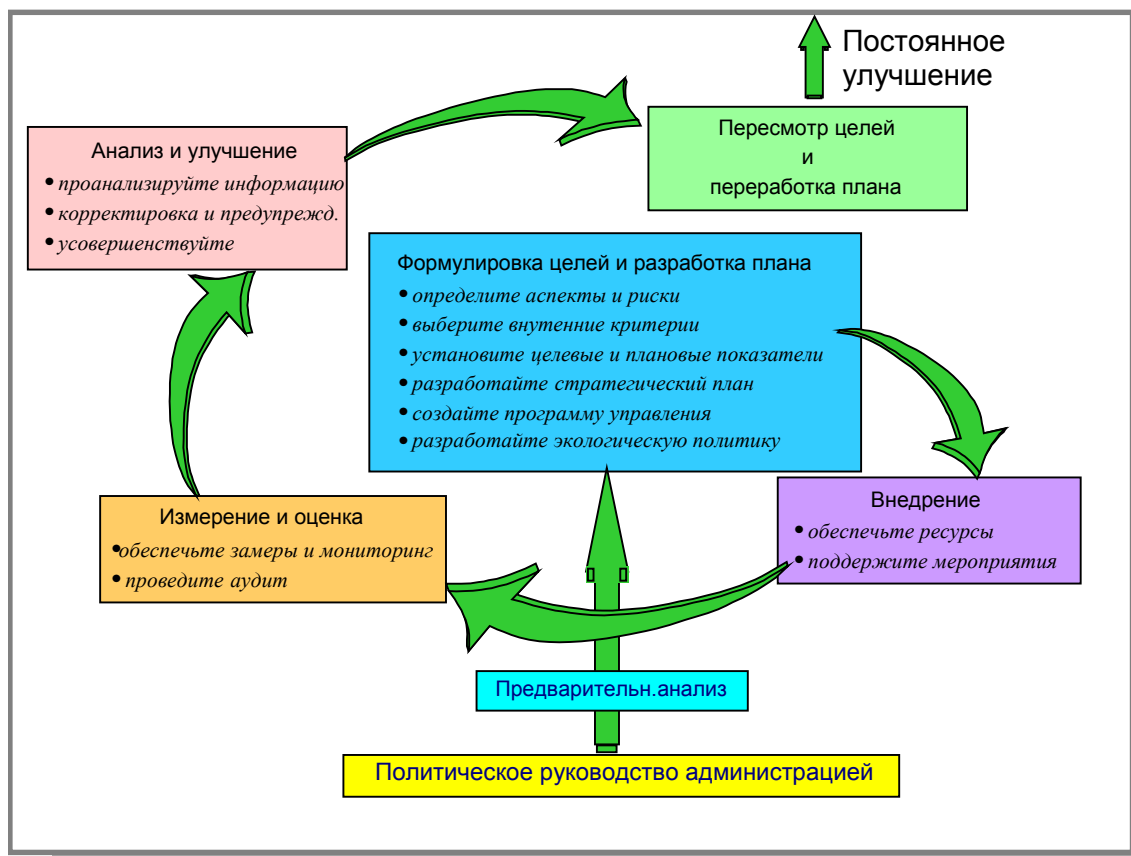 Постоянное
улучшение
Пересмотр целей
и
переработка плана
Анализ и улучшение
• проанализируйте информацию
• корректировка и предупрежд.
• усовершенствуйте
Формулировка целей и разработка плана
• определите аспекты и риски
• выберите внутенние критерии
• установите целевые и плановые показатели
• разработайте стратегический план
• создайте программу управления
• разработайте экологическую политику
Измерение и оценка
• обеспечьте замеры и мониторинг
• проведите аудит
Внедрение
• обеспечьте ресурсы
• поддержите мероприятия
Предварительн.анализ
Политическое руководство администрацией